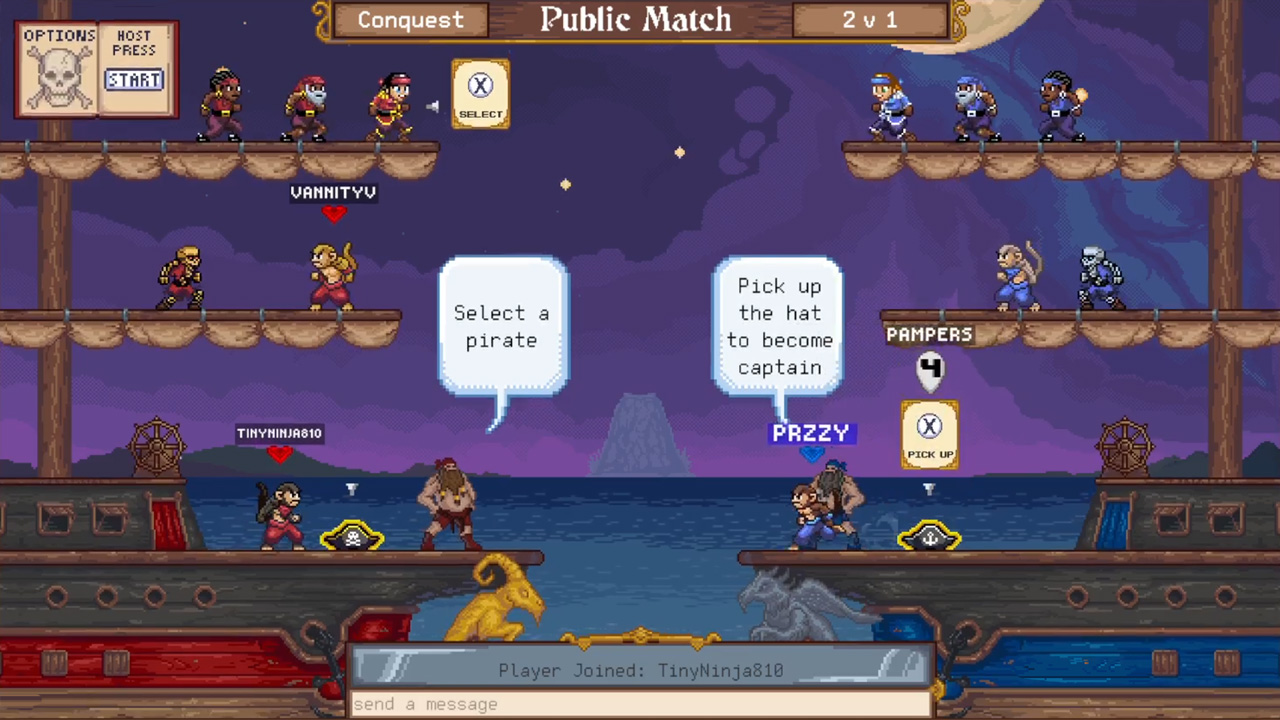 Conquest
Public Match
2 v 1
OPTIONS
HOST
PRESS
START
X
SELECT
VANNITYV
Select a
pirate
Pick up
the hat
to become
captain
PAMPERS
4
X
PICK UP
TINYNINJA810
PRZZY
Player Joined: TinyNinja810
send a message